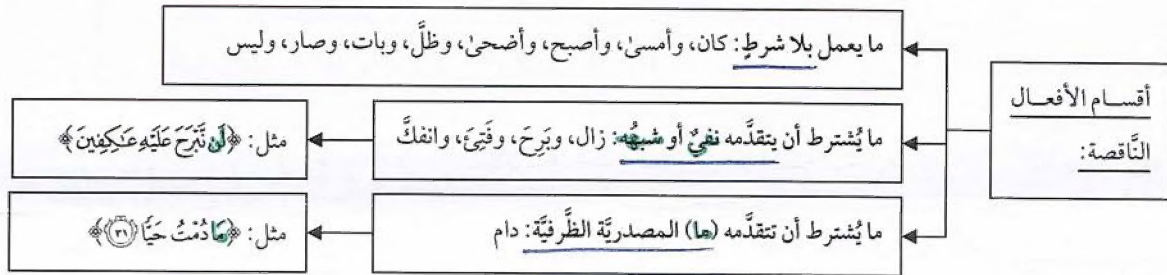 أقسام الأفعال
النَّاقصة:
ما يعمل بلا شرطٍ: كان، وأمسىٰ، وأصبح، وأضحىٰ، وظلَّ، وبات، وصار، وليس
ما يُشترط أن يتقدَّمه نفيٌ أو شبهُه: زال، وبَرِحَ، وفَتِئَ، وانفكَّ
مثل: ﴿لَن نَّبْرَحَ عَلَيْهِ عَـٰكِفِينَ﴾
ما يُشترط أن تتقدَّمه (ما) المصدريَّة الظَّرفيَّة: دام
مثل: ﴿مَا دُمْتُ حَيًّا ٣١﴾